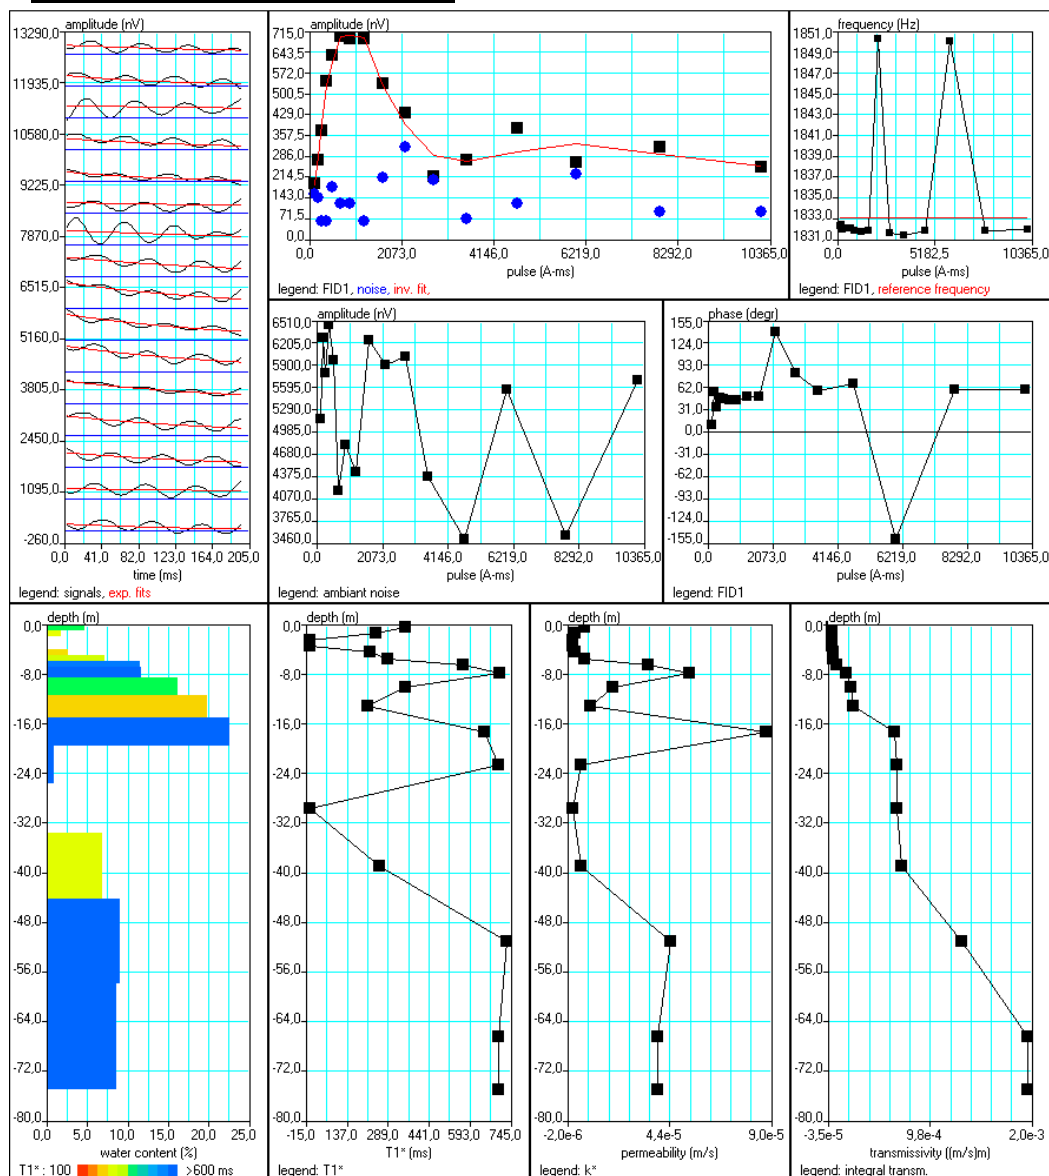 amplitude (nV)
13290,0
11935,0
10580,0
9225,0
7870,0
6515,0
5160,0
3805,0
2450,0
1095,0
-260,0
0,0 41,0 82,0 123,0 164,0 205,0
time (ms)
legend: signals, exp. fits
amplitude (nV)
715,0
643,5
572,0
500,5
429,0
357,5
286,0
214,5
143,0
71,5
0,0
0,0 2073,0 4146,0 6219,0 8292,0 10365,0
pulse (A-ms)
legend: FID1, noise, inv. fit,
frequency (Hz)
1851,0
1849,0
1847,0
1845,0
1843,0
1841,0
1839,0
1837,0
1835,0
1833,0
1831,0
0,0 5182,5 10365,0
pulse (A-ms)
legend: FID1, reference frequency
amplitude (nV)
6510,0
6205,0
5900,0
5595,0
5290,0
4985,0
4680,0
4375,0
4070,0
3765,0
3460,0
0,0 2073,0 4146,0 6219,0 8292,0 10365,0
pulse (A-ms)
legend: ambiant noise
phase (degr)
155,0
124,0
93,0
62,0
31,0
0,0
-31,0
-62,0
-93,0
-124,0
-155,0
0,0 2073,0 4146,0 6219,0 8292,0 10365,0
pulse (A-ms)
legend: FID1
depth (m)
0,0
-8,0
-16,0
-24,0
-32,0
-40,0
-48,0
-56,0
-64,0
-72,0
-80,0
0,0 5,0 10,0 15,0 20,0 25,0
water content (%)
T1* : 100 >600 ms
depth (m)
0,0
-8,0
-16,0
-24,0
-32,0
-40,0
-48,0
-56,0
-64,0
-72,0
-80,0
-15,0 137,0 289,0 441,0 593,0 745,0
T1* (ms)
legend: T1*
depth (m)
0,0
-8,0
-16,0
-24,0
-32,0
-40,0
-48,0
-56,0
-64,0
-72,0
-80,0
-2.0e-6 4.4e-5 9.0e-5
permeability (m/s)
legend: k*
depth (m)
0,0
-8,0
-16,0
-24,0
-32,0
-40,0
-48,0
-56,0
-64,0
-72,0
-80,0
-3.5e-5 9.8e-4 2.0e-3
transmissivity ((m/s)m)
legend: integral transm.